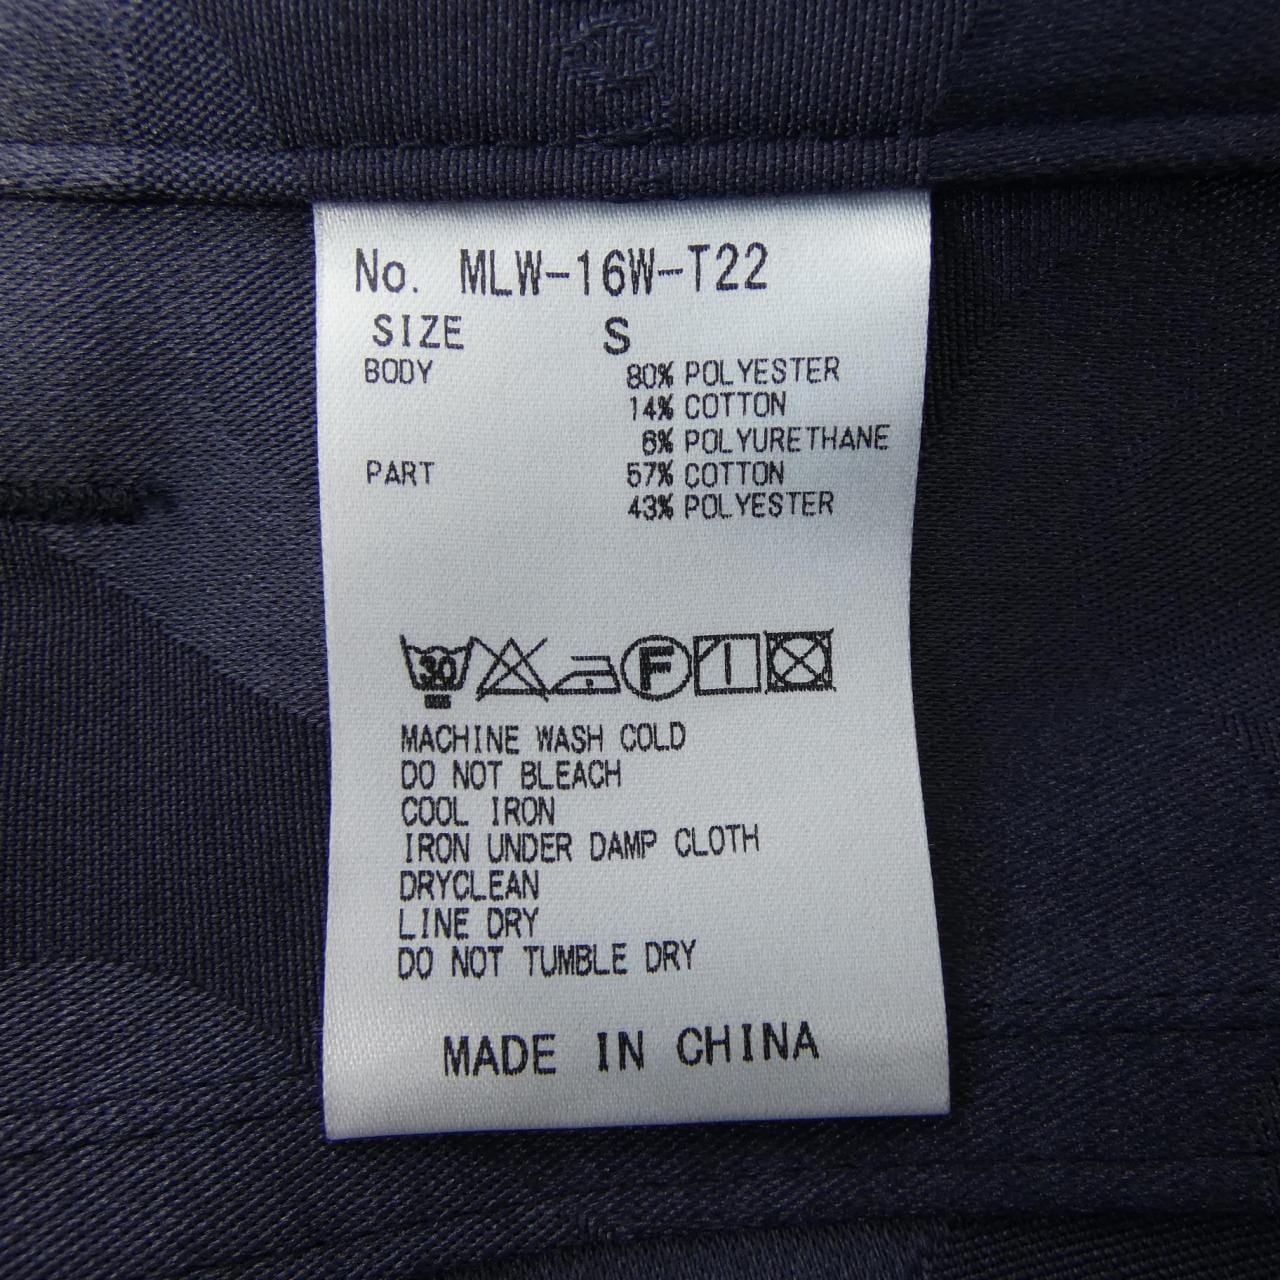 No. MLW-16W-T22
SIZE S
BODY 80% POLYESTER
14% COTTON
6% POLYURETHANE
PART 57% COTTON
43% POLYESTER
30 F
MACHINE WASH COLD
DO NOT BLEACH
COOL IRON
IRON UNDER DAMP CLOTH
DRYCLEAN
LINE DRY
DO NOT TUMBLE DRY
MADE IN CHINA